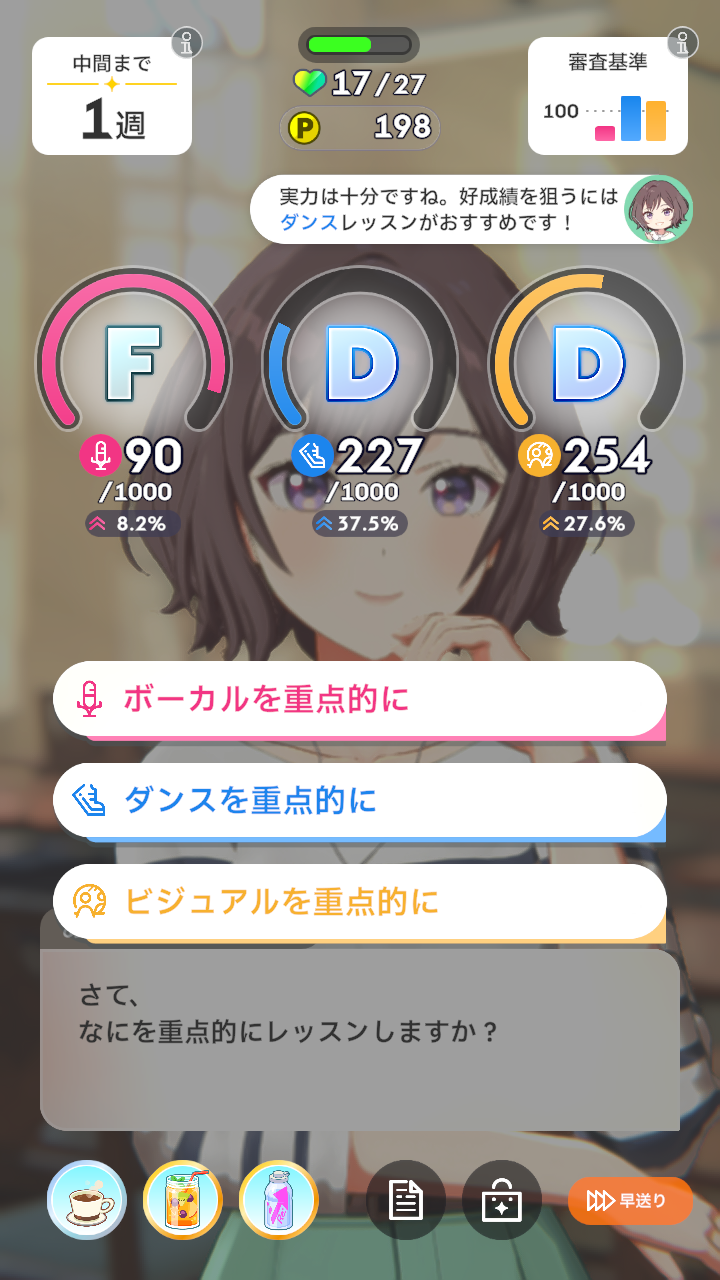 中間まで
1週
17/27
P 198
審査基準
100
実力は十分ですね。好成績を狙うには
ダンスレッスンがおすすめです！
F
D
D
90
/1000
8.2%
227
/1000
37.5%
254
/1000
27.6%
ボーカルを重点的に
ダンスを重点的に
ビジュアルを重点的に
さて、
なにを重点的にレッスンしますか？
早送り